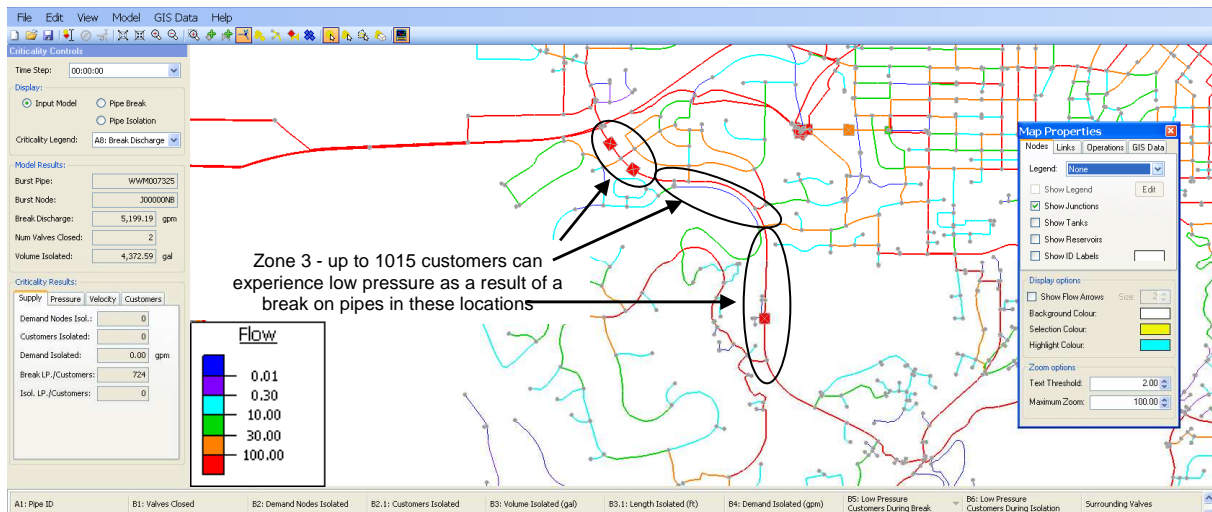 File Edit View Model GIS Data Help
Criticality Controls
Time Step: 00:00:00
Display:
Input Model Pipe Break
Pipe Isolation
Criticality Legend: A8: Break Discharge
Model Results:
Burst Pipe: WWM007325
Burst Node: J00000NB
Break Discharge: 5,199.19 gpm
Num Valves Closed: 2
Volume Isolated: 4,372.59 gal
Criticality Results:
Supply Pressure Velocity Customers
Demand Nodes Isol.: 0
Customers Isolated: 0
Demand Isolated: 0.00 gpm
Break LP./Customers: 724
Isol. LP./Customers: 0
Zone 3 - up to 1015 customers can
experience low pressure as a result of a
break on pipes in these locations
Flow
0.01
0.30
10.00
30.00
100.00
Map Properties
Nodes Links Operations GIS Data
Legend: None
Show Legend Edit
Show Junctions
Show Tanks
Show Reservoirs
Show ID Labels
Display options
Show Flow Arrows Size 2
Background Colour:
Selection Colour:
Highlight Colour:
Zoom options
Text Threshold: 2.00
Maximum Zoom: 100.00
A1: Pipe ID B1: Valves Closed B2: Demand Nodes Isolated B2.1: Customers Isolated B3: Volume Isolated (gal) B3.1: Length Isolated (ft) B4: Demand Isolated (gpm) B5: Low Pressure Customers During Break B6: Low Pressure Customers During Isolation Surrounding Valves